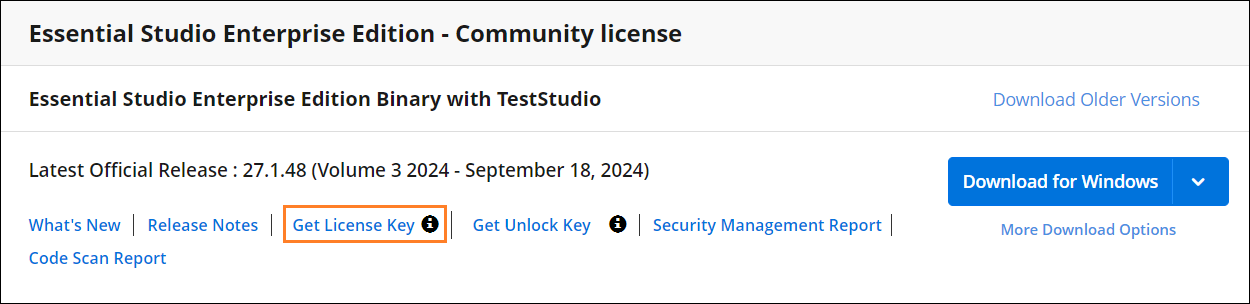 Essential Studio Enterprise Edition - Community license
Essential Studio Enterprise Edition Binary with TestStudio
Download Older Versions
Latest Official Release : 27.1.48 (Volume 3 2024 - September 18, 2024)
Download for Windows
What's New | Release Notes | Get License Key | Get Unlock Key | Security Management Report |
More Download Options
Code Scan Report